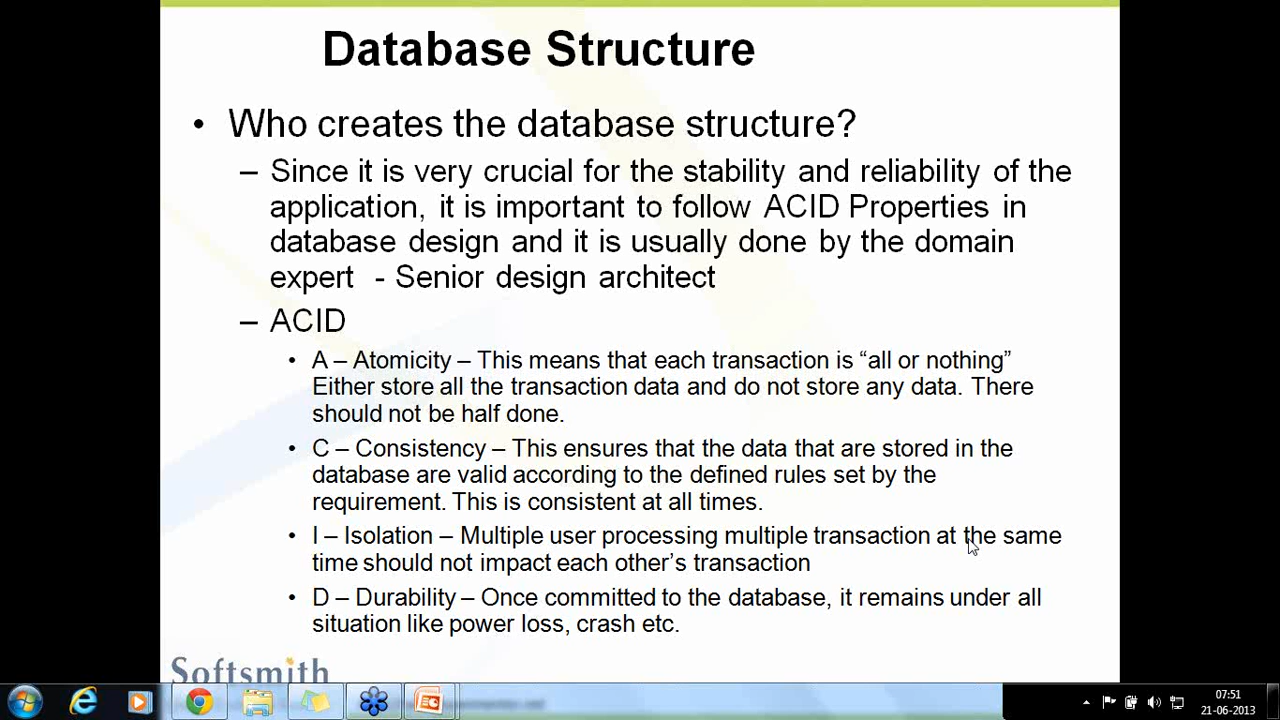 Database Structure
• Who creates the database structure?
– Since it is very crucial for the stability and reliability of the
application, it is important to follow ACID Properties in
database design and it is usually done by the domain
expert - Senior design architect
– ACID
• A – Atomicity – This means that each transaction is “all or nothing”
Either store all the transaction data and do not store any data. There
should not be half done.
• C – Consistency – This ensures that the data that are stored in the
database are valid according to the defined rules set by the
requirement. This is consistent at all times.
• I – Isolation – Multiple user processing multiple transaction at the same
time should not impact each other’s transaction
• D – Durability – Once committed to the database, it remains under all
situation like power loss, crash etc.
Softsmith
07:51
21-06-2013